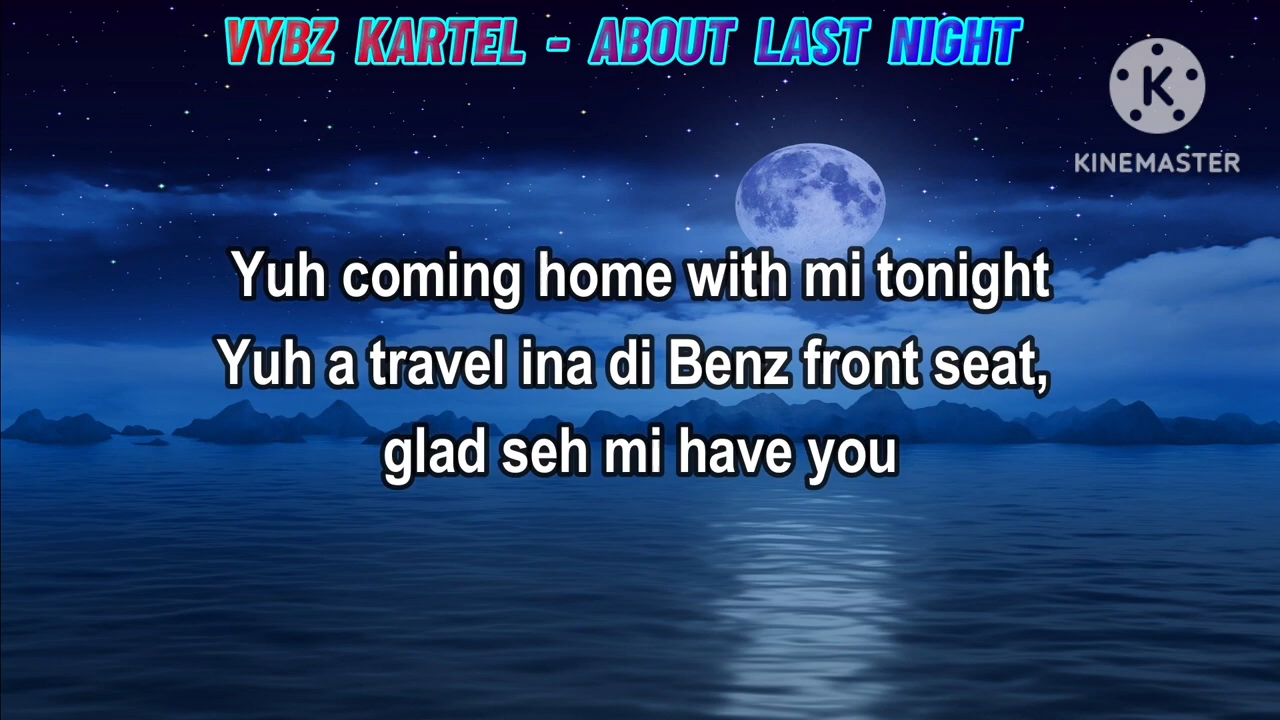 VYBZ KARTEL - ABOUT LAST NIGHT
K
KINEMASTER
Yuh coming home with mi tonight
Yuh a travel ina di Benz front seat,
glad seh mi have you